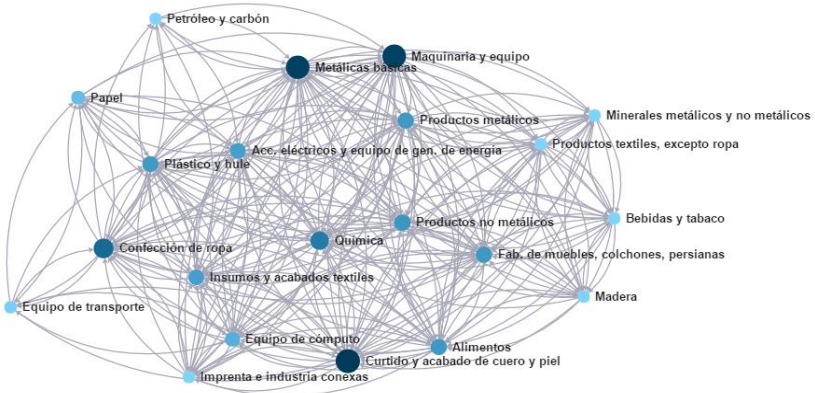 Petróleo y carbón
Maquinaria y equipo
Metálicas básicas
Papel
Minerales metálicos y no metálicos
Productos metálicos
Productos textiles, excepto ropa
Acc. eléctricos y equipo de gen. de energía
Plástico y hule
Bebidas y tabaco
Productos no metálicos
Química
Confección de ropa
Fab. de muebles, colchones, persianas
Insumos y acabados textiles
Madera
Equipo de transporte
Equipo de cómputo
Alimentos
Curtido y acabado de cuero y piel
Imprenta e industria conexas